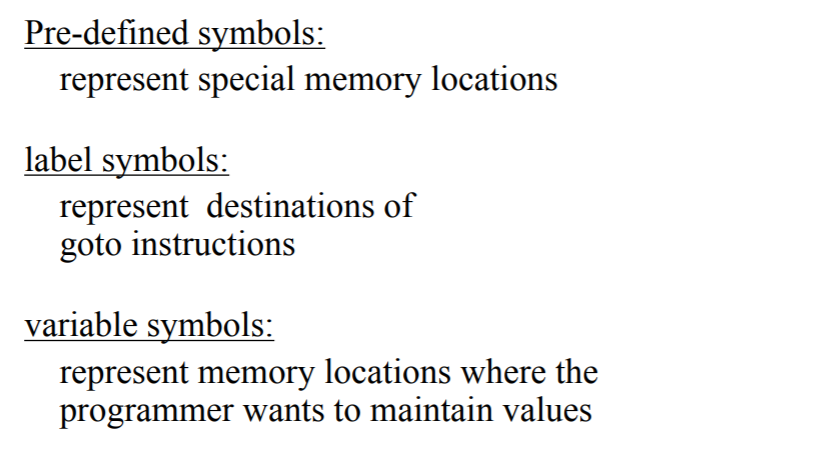 Pre-defined symbols:
represent special memory locations
label symbols:
represent destinations of
goto instructions
variable symbols:
represent memory locations where the
programmer wants to maintain values